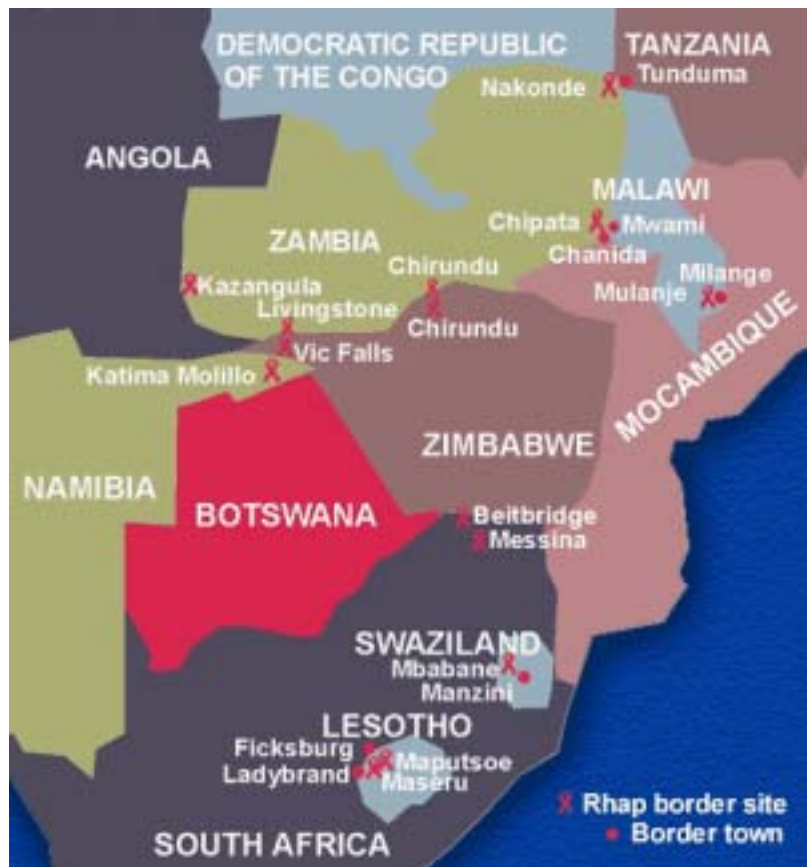 DEMOCRATIC REPUBLIC
OF THE CONGO
TANZANIA
Tunduma
Nakonde
ANGOLA
MALAWI
Chipata
Mwami
Chanida
ZAMBIA
Chirundu
Milange
Kazangula
Mulanje
Livingstone
Chirundu
Vic Falls
MOCAMBIQUE
Katima Molillo
ZIMBABWE
NAMIBIA
BOTSWANA
Beitbridge
Messina
SWAZILAND
Mbabane
Manzini
LESOTHO
Ficksburg
Maputsoe
Ladybrand
Maseru
Rhap border site
Border town
SOUTH AFRICA